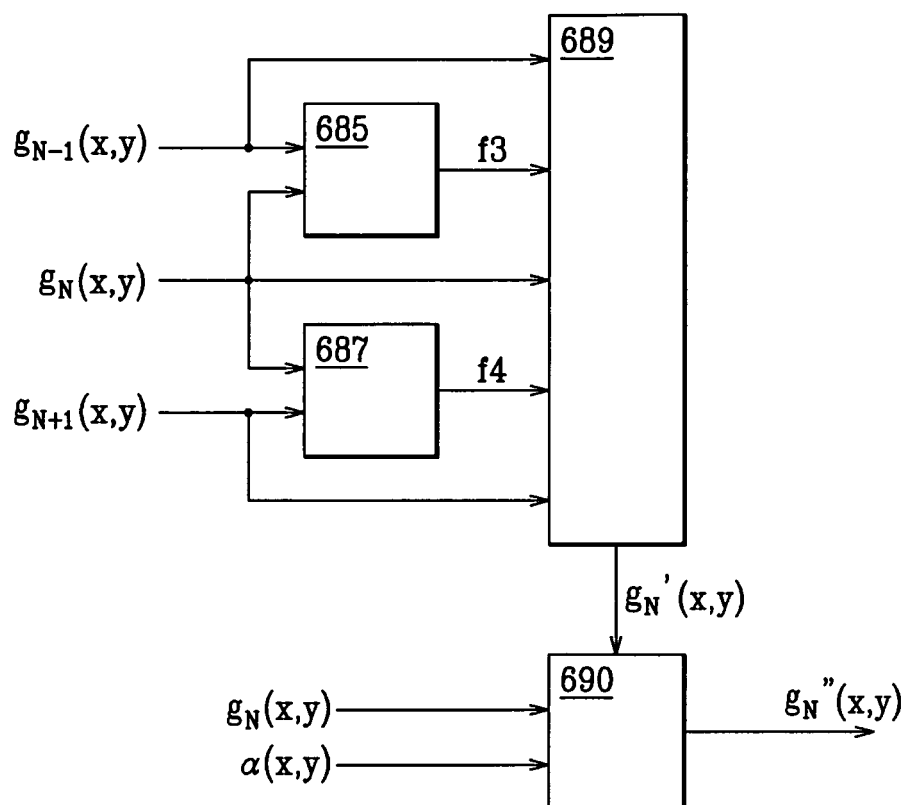 689
g_{N-1}(x,y)
685
f3
g_N(x,y)
687
f4
g_{N+1}(x,y)
g_N'(x,y)
690
g_N(x,y)
g_N"(x,y)
α(x,y)